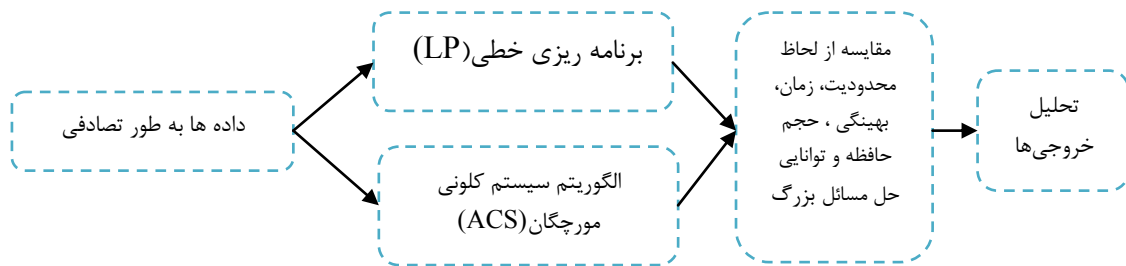 داده ها به طور تصادفی
برنامه ریزی خطی(LP)
الگوریتم سیستم کلونی
مورچگان(ACS)
مقایسه از لحاظ
محدودیت، زمان،
بهینگی ، حجم
حافظه و توانایی
حل مسائل بزرگ
تحلیل
خروجی‌ها